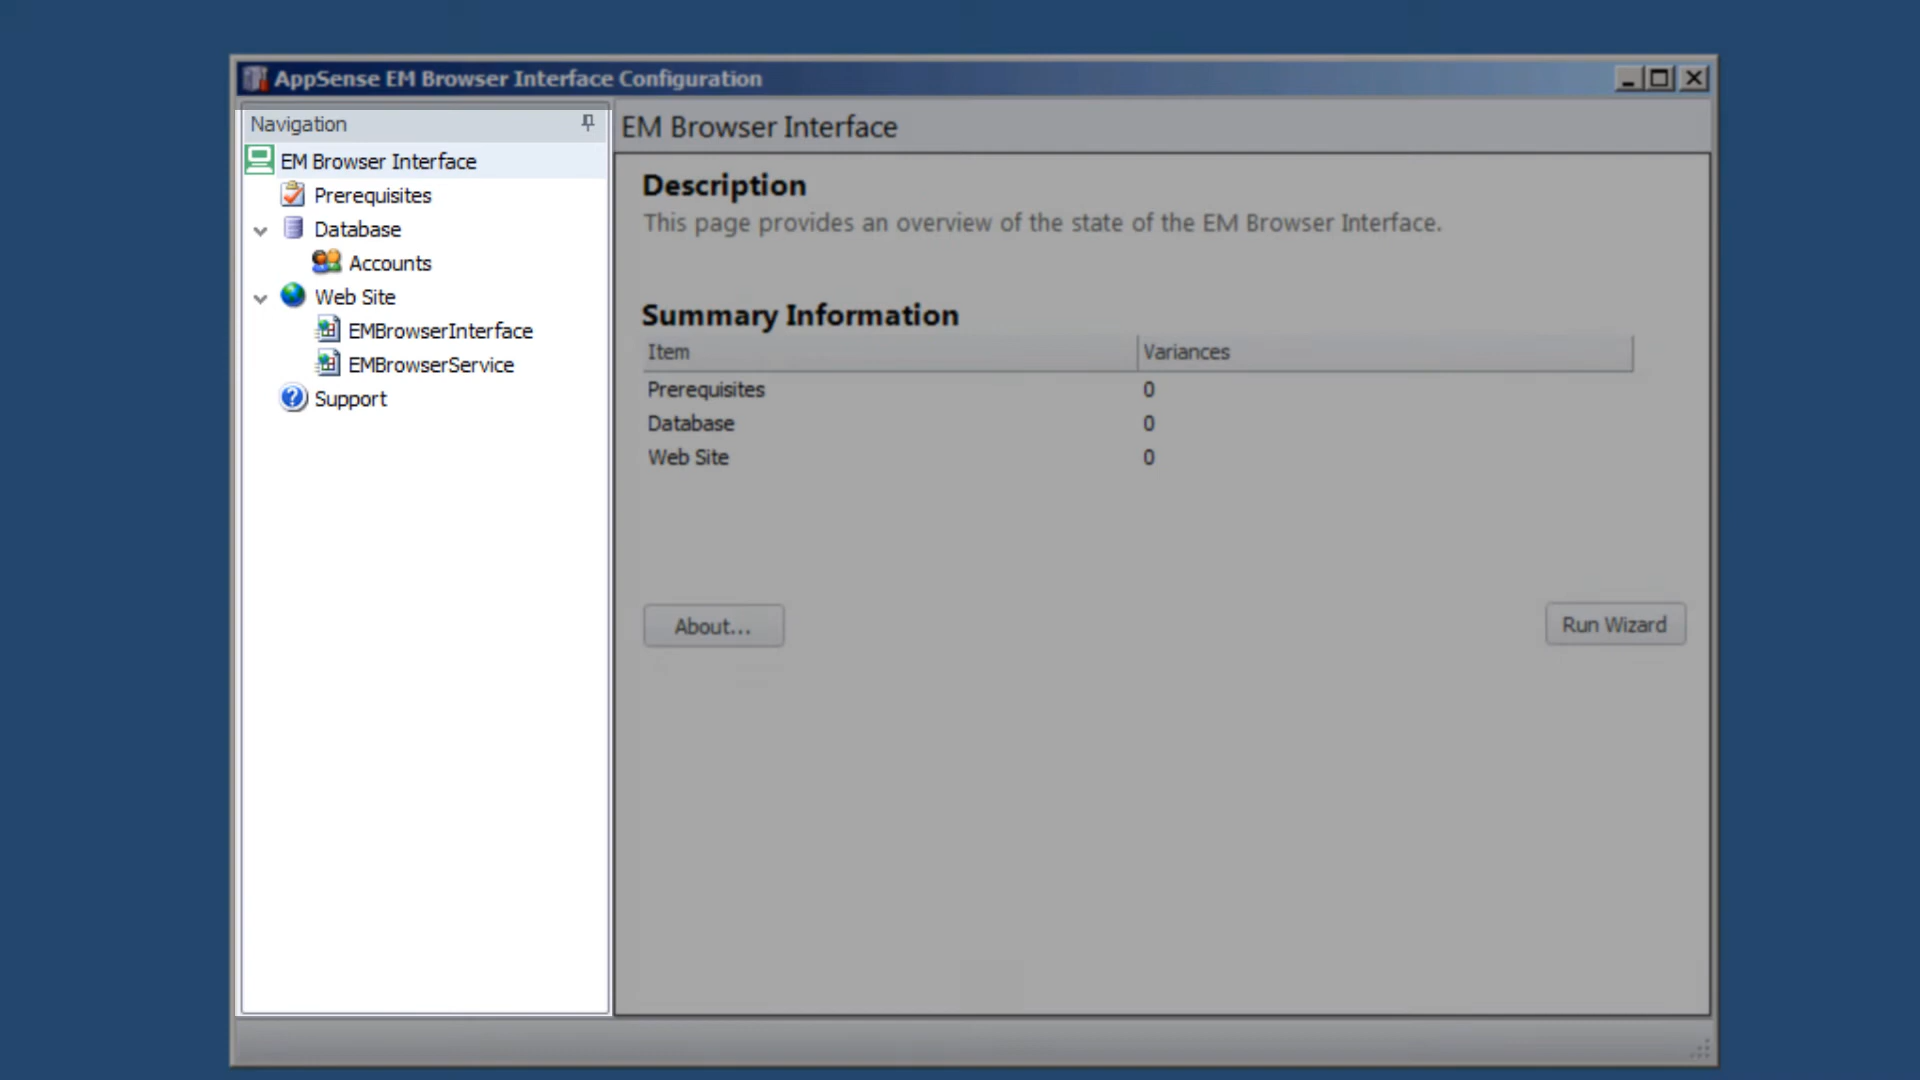 AppSense EM Browser Interface Configuration
Navigation
EM Browser Interface
Prerequisites
Database
Accounts
Web Site
EMBrowserInterface
EMBrowserService
Support
EM Browser Interface
Description
This page provides an overview of the state of the EM Browser Interface.
Summary Information
Item Variances
Prerequisites 0
Database 0
Web Site 0
About... Run Wizard